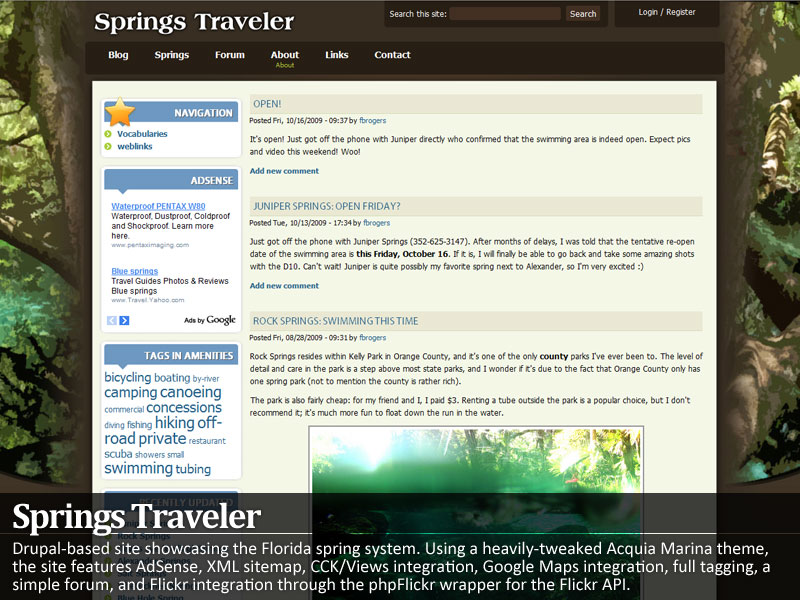 Springs Traveler
Search this site:
Search
Login / Register
Blog
Springs
Forum
About
Links
Contact
About
NAVIGATION
Vocabularies
weblinks
ADSENSE
Waterproof PENTAX W80
Waterproof, Dustproof, Coldproof
and Shockproof. Learn more
here.
www.pentaximaging.com
Blue springs
Travel Guides Photos & Reviews
Blue springs
www.Travel.Yahoo.com
Ads by Google
TAGS IN AMENITIES
bicycling boating by-river
camping canoeing
commercial concessions
diving fishing hiking off-
road private restaurant
scuba showers small
swimming tubing
RECENTLY UPDATED
Rock Springs
Blue Hole Spring
OPEN!
Posted Fri, 10/16/2009 - 09:37 by fbrogers
It's open! Just got off the phone with Juniper directly who confirmed that the swimming area is indeed open. Expect pics
and video this weekend! Woo!
Add new comment
JUNIPER SPRINGS: OPEN FRIDAY?
Posted Tue, 10/13/2009 - 17:34 by fbrogers
Just got off the phone with Juniper Springs (352-625-3147). After months of delays, I was told that the tentative re-open
date of the swimming area is this Friday, October 16. If it is, I will finally be able to go back and take some amazing shots
with the D10. Can't wait! Juniper is quite possibly my favorite spring next to Alexander, so I'm very excited :)
Add new comment
ROCK SPRINGS: SWIMMING THIS TIME
Posted Fri, 08/28/2009 - 09:31 by fbrogers
Rock Springs resides within Kelly Park in Orange County, and it's one of the only county parks I've ever been to. The level of
detail and care in the park is a step above most state parks, and I wonder if it's due to the fact that Orange County only has
one spring park (not to mention the county is rather rich).
The park is also fairly cheap: for my friend and I, I paid $3. Renting a tube outside the park is a popular choice, but I don't
recommend it; it's much more fun to float down the run in the water.
Springs Traveler
Drupal-based site showcasing the Florida spring system. Using a heavily-tweaked Acquia Marina theme,
the site features AdSense, XML sitemap, CCK/Views integration, Google Maps integration, full tagging, a
simple forum, and Flickr integration through the phpFlickr wrapper for the Flickr API.